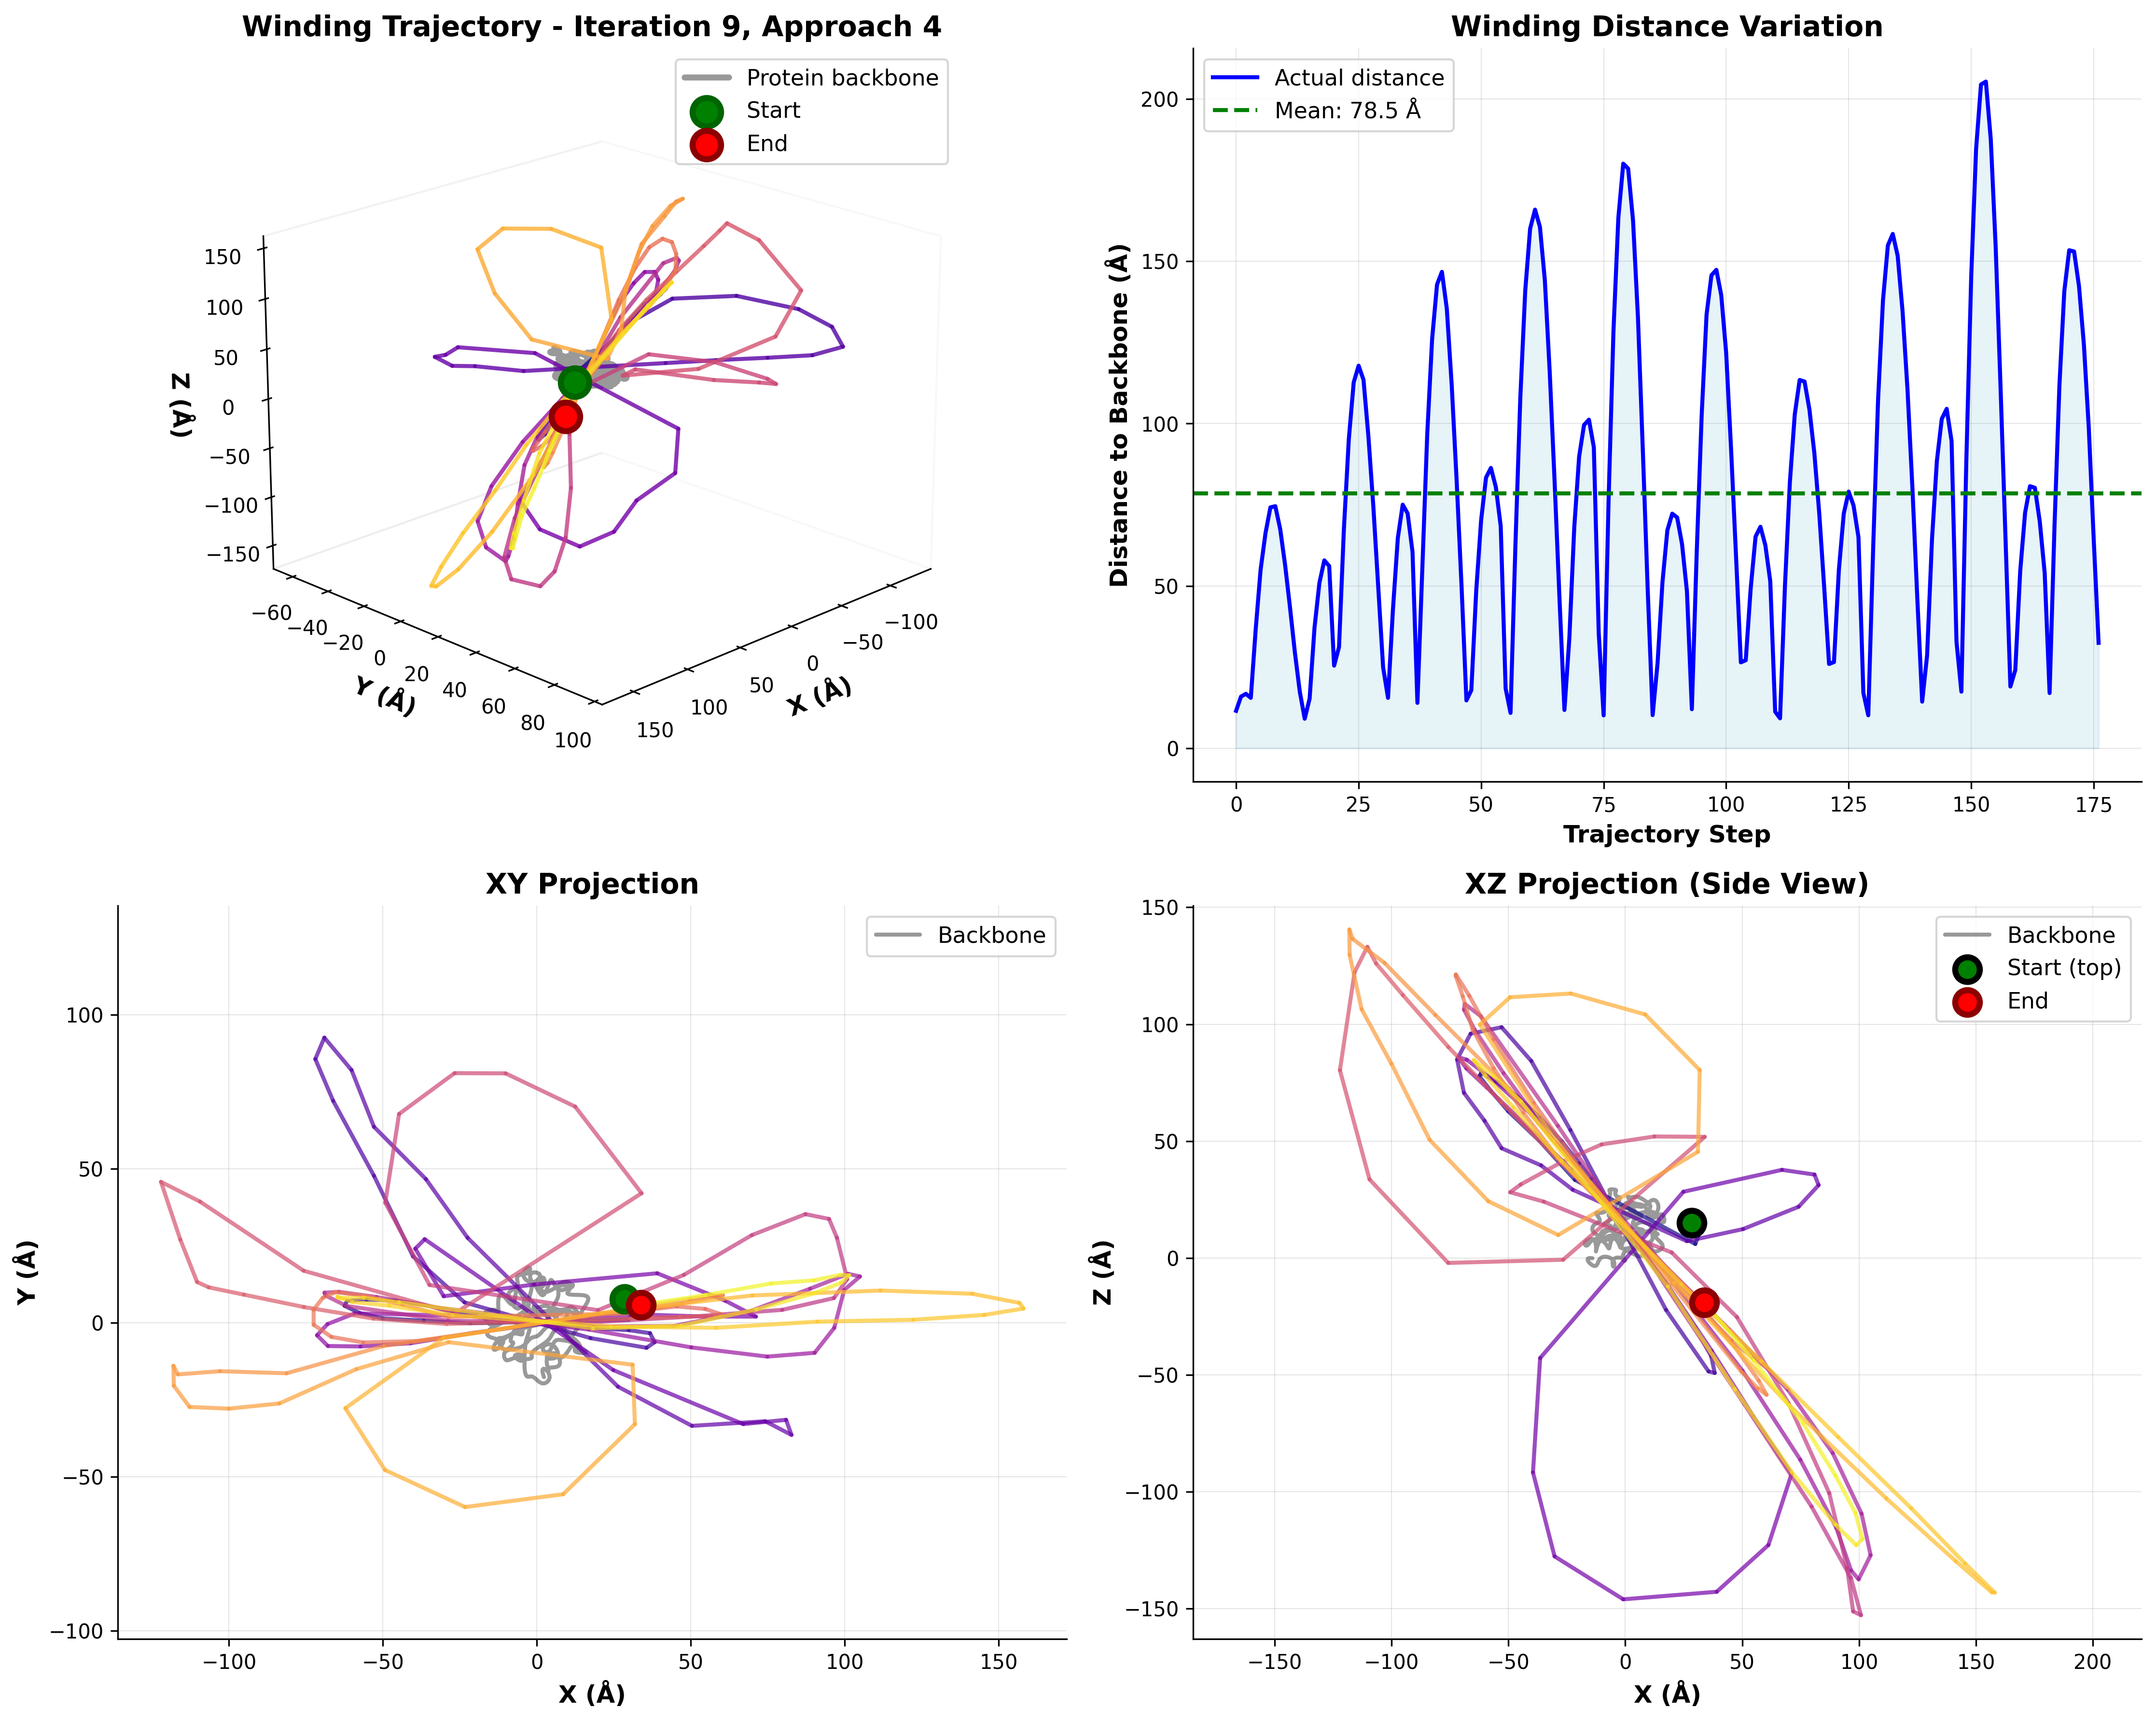 Winding Trajectory - Iteration 9, Approach 4
Protein backbone
Start
End
150
100
50
0
−50
−100
−150
Z (Å)
−60
−40
−20
0
20
40
60
80
100
Y (Å)
150
100
50
0
−50
−100
X (Å)
Winding Distance Variation
Actual distance
Mean: 78.5 Å
200
150
100
50
0
Distance to Backbone (Å)
0 25 50 75 100 125 150 175
Trajectory Step
XY Projection
Backbone
100
50
0
−50
−100
Y (Å)
−100 −50 0 50 100 150
X (Å)
XZ Projection (Side View)
Backbone
Start (top)
End
150
100
50
0
−50
−100
−150
Z (Å)
−150 −100 −50 0 50 100 150 200
X (Å)